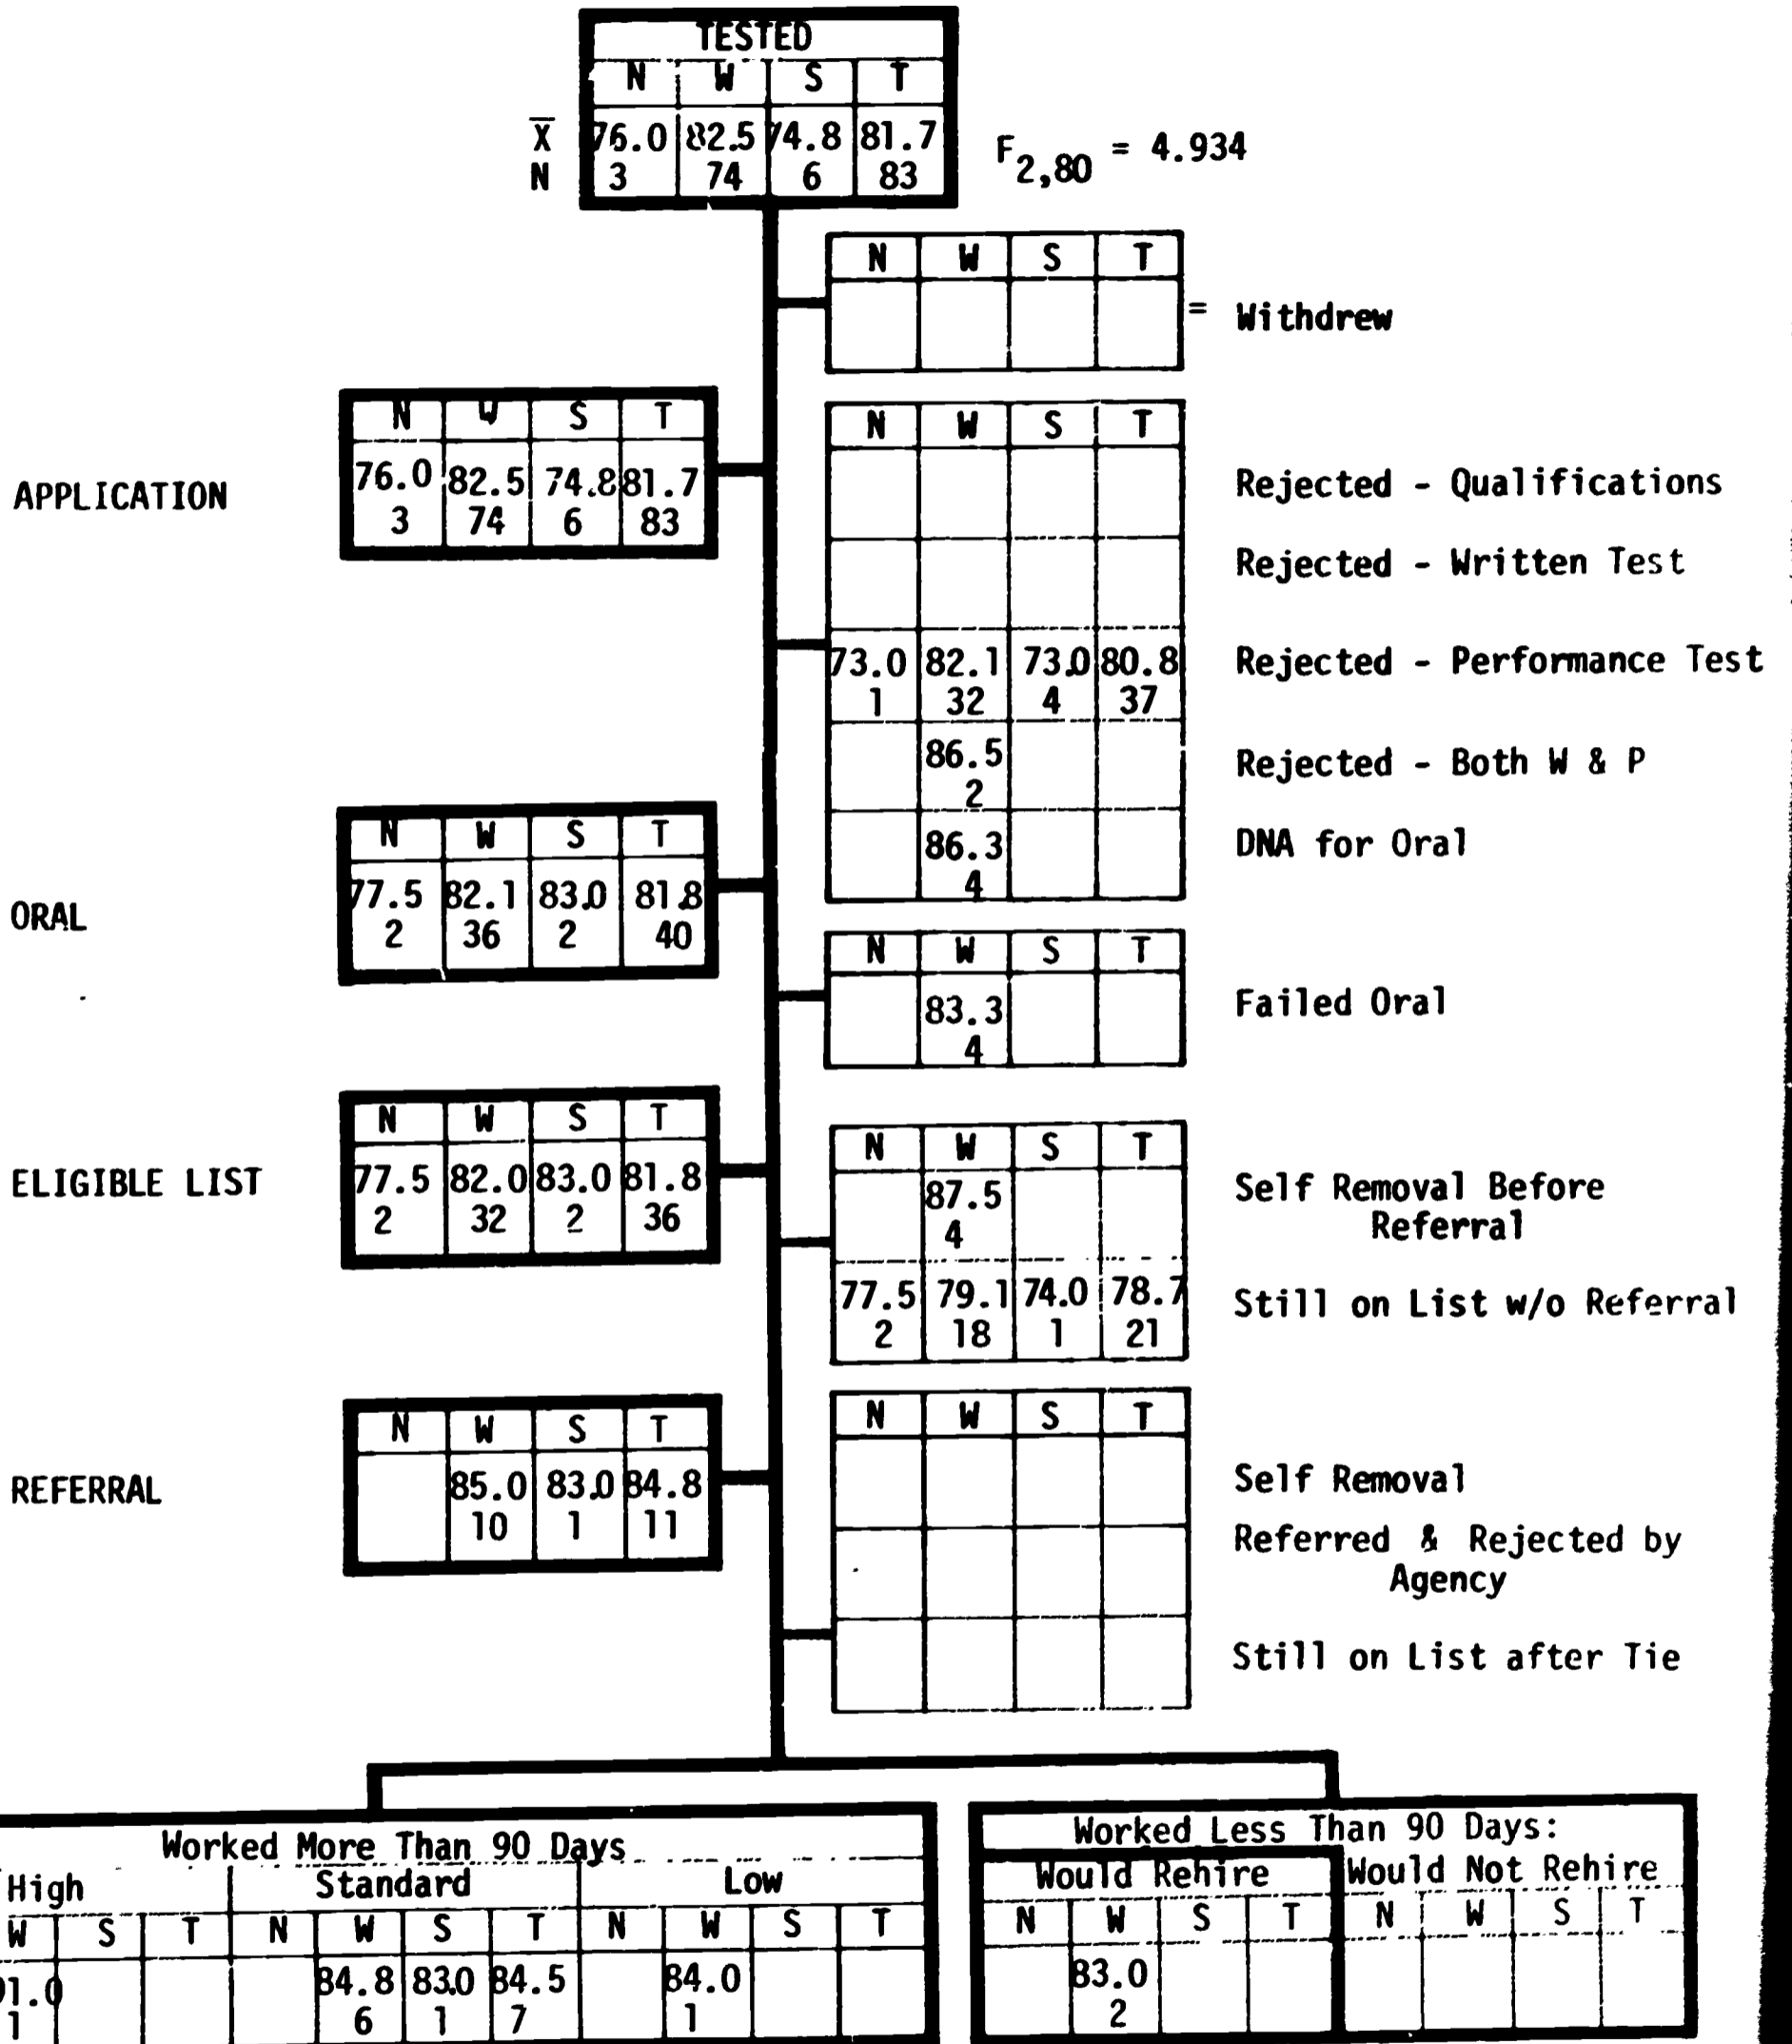 TESTED
N W S T
X̅ 76.0 82.5 74.8 81.7
N 3 74 6 83
F2,80 = 4.934
N W S T
= Withdrew
APPLICATION
N W S T
76.0 82.5 74.8 81.7
3 74 6 83
N W S T
Rejected - Qualifications
Rejected - Written Test
73.0 82.1 73.0 80.8 Rejected - Performance Test
1 32 4 37
86.5 Rejected - Both W & P
2
86.3 DNA for Oral
4
ORAL
N W S T
77.5 82.1 83.0 81.8
2 36 2 40
N W S T
83.3 Failed Oral
4
ELIGIBLE LIST
N W S T
77.5 82.0 83.0 81.8
2 32 2 36
N W S T
87.5 Self Removal Before
4 Referral
77.5 79.1 74.0 78.7 Still on List w/o Referral
2 18 1 21
REFERRAL
N W S T
85.0 83.0 84.8
10 1 11
N W S T
Self Removal
Referred & Rejected by
Agency
Still on List after Tie
Worked More Than 90 Days
High Standard Low
W S T N W S T N W S T
1.0 84.8 83.0 84.5 84.0
1 6 1 7 1
Worked Less Than 90 Days:
Would Rehire Would Not Rehire
N W S T N W S T
83.0
2